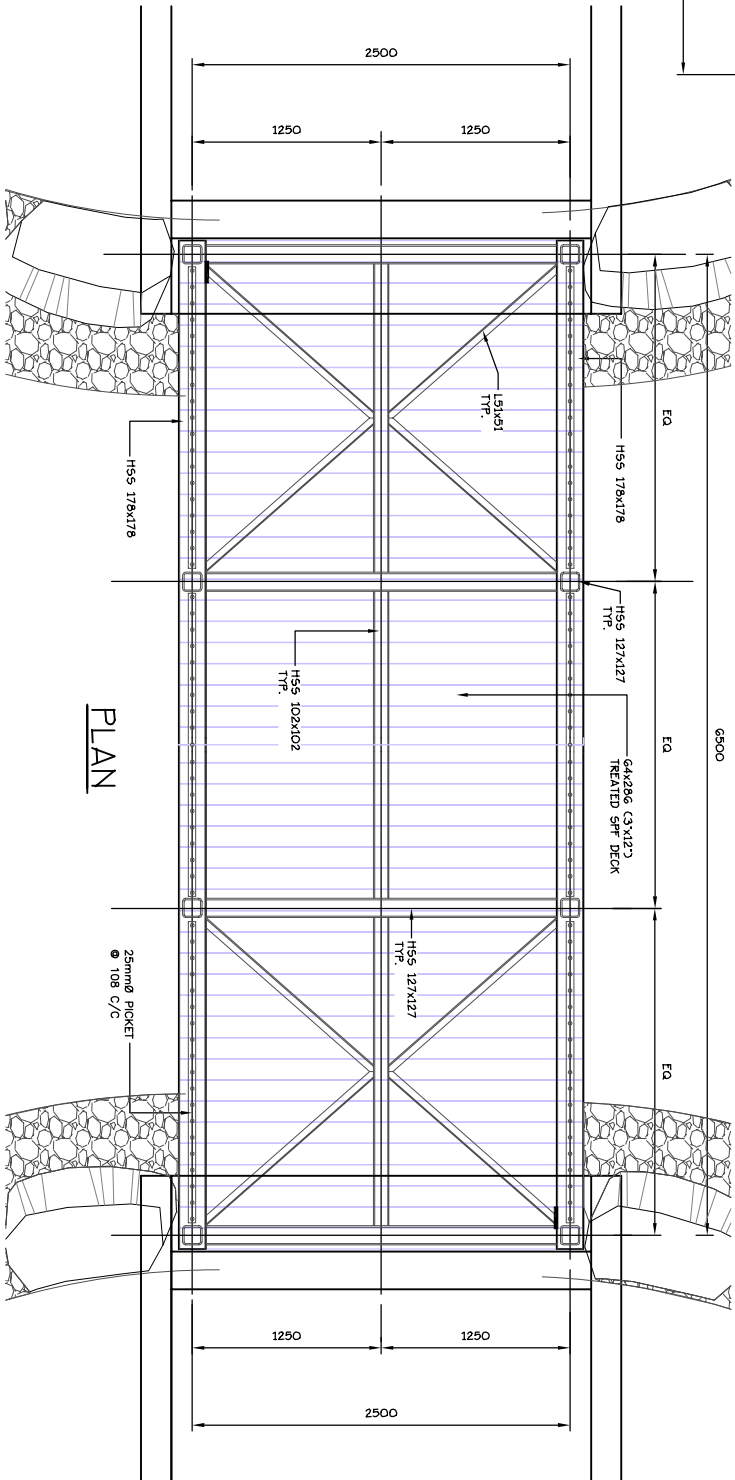 2500
1250
1250
L51x51
TYP.
EQ
HSS 178x178
HSS 178x178
HSS 127x127
TYP.
HSS 102x102
TYP.
EQ
6500
64x286 (3"x12")
TREATED SPF DECK
PLAN
HSS 127x127
TYP.
25mmØ PICKET
@ 108 C/C
EQ
1250
1250
2500